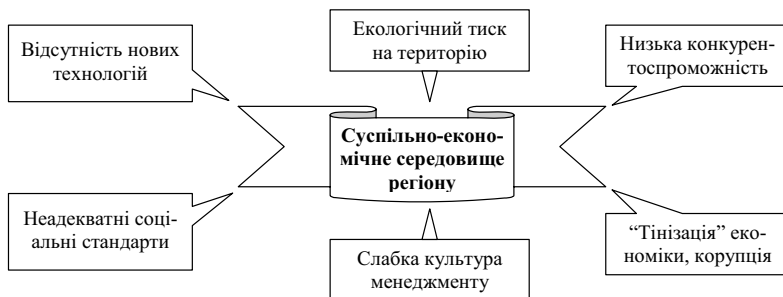 Відсутність нових
технологій
Екологічний тиск
на територію
Низька конкурен-
тоспроможність
Суспільно-еконо-
мічне середовище
регіону
Неадекватні соці-
альні стандарти
Слабка культура
менеджменту
“Тінізація” еко-
номіки, корупція